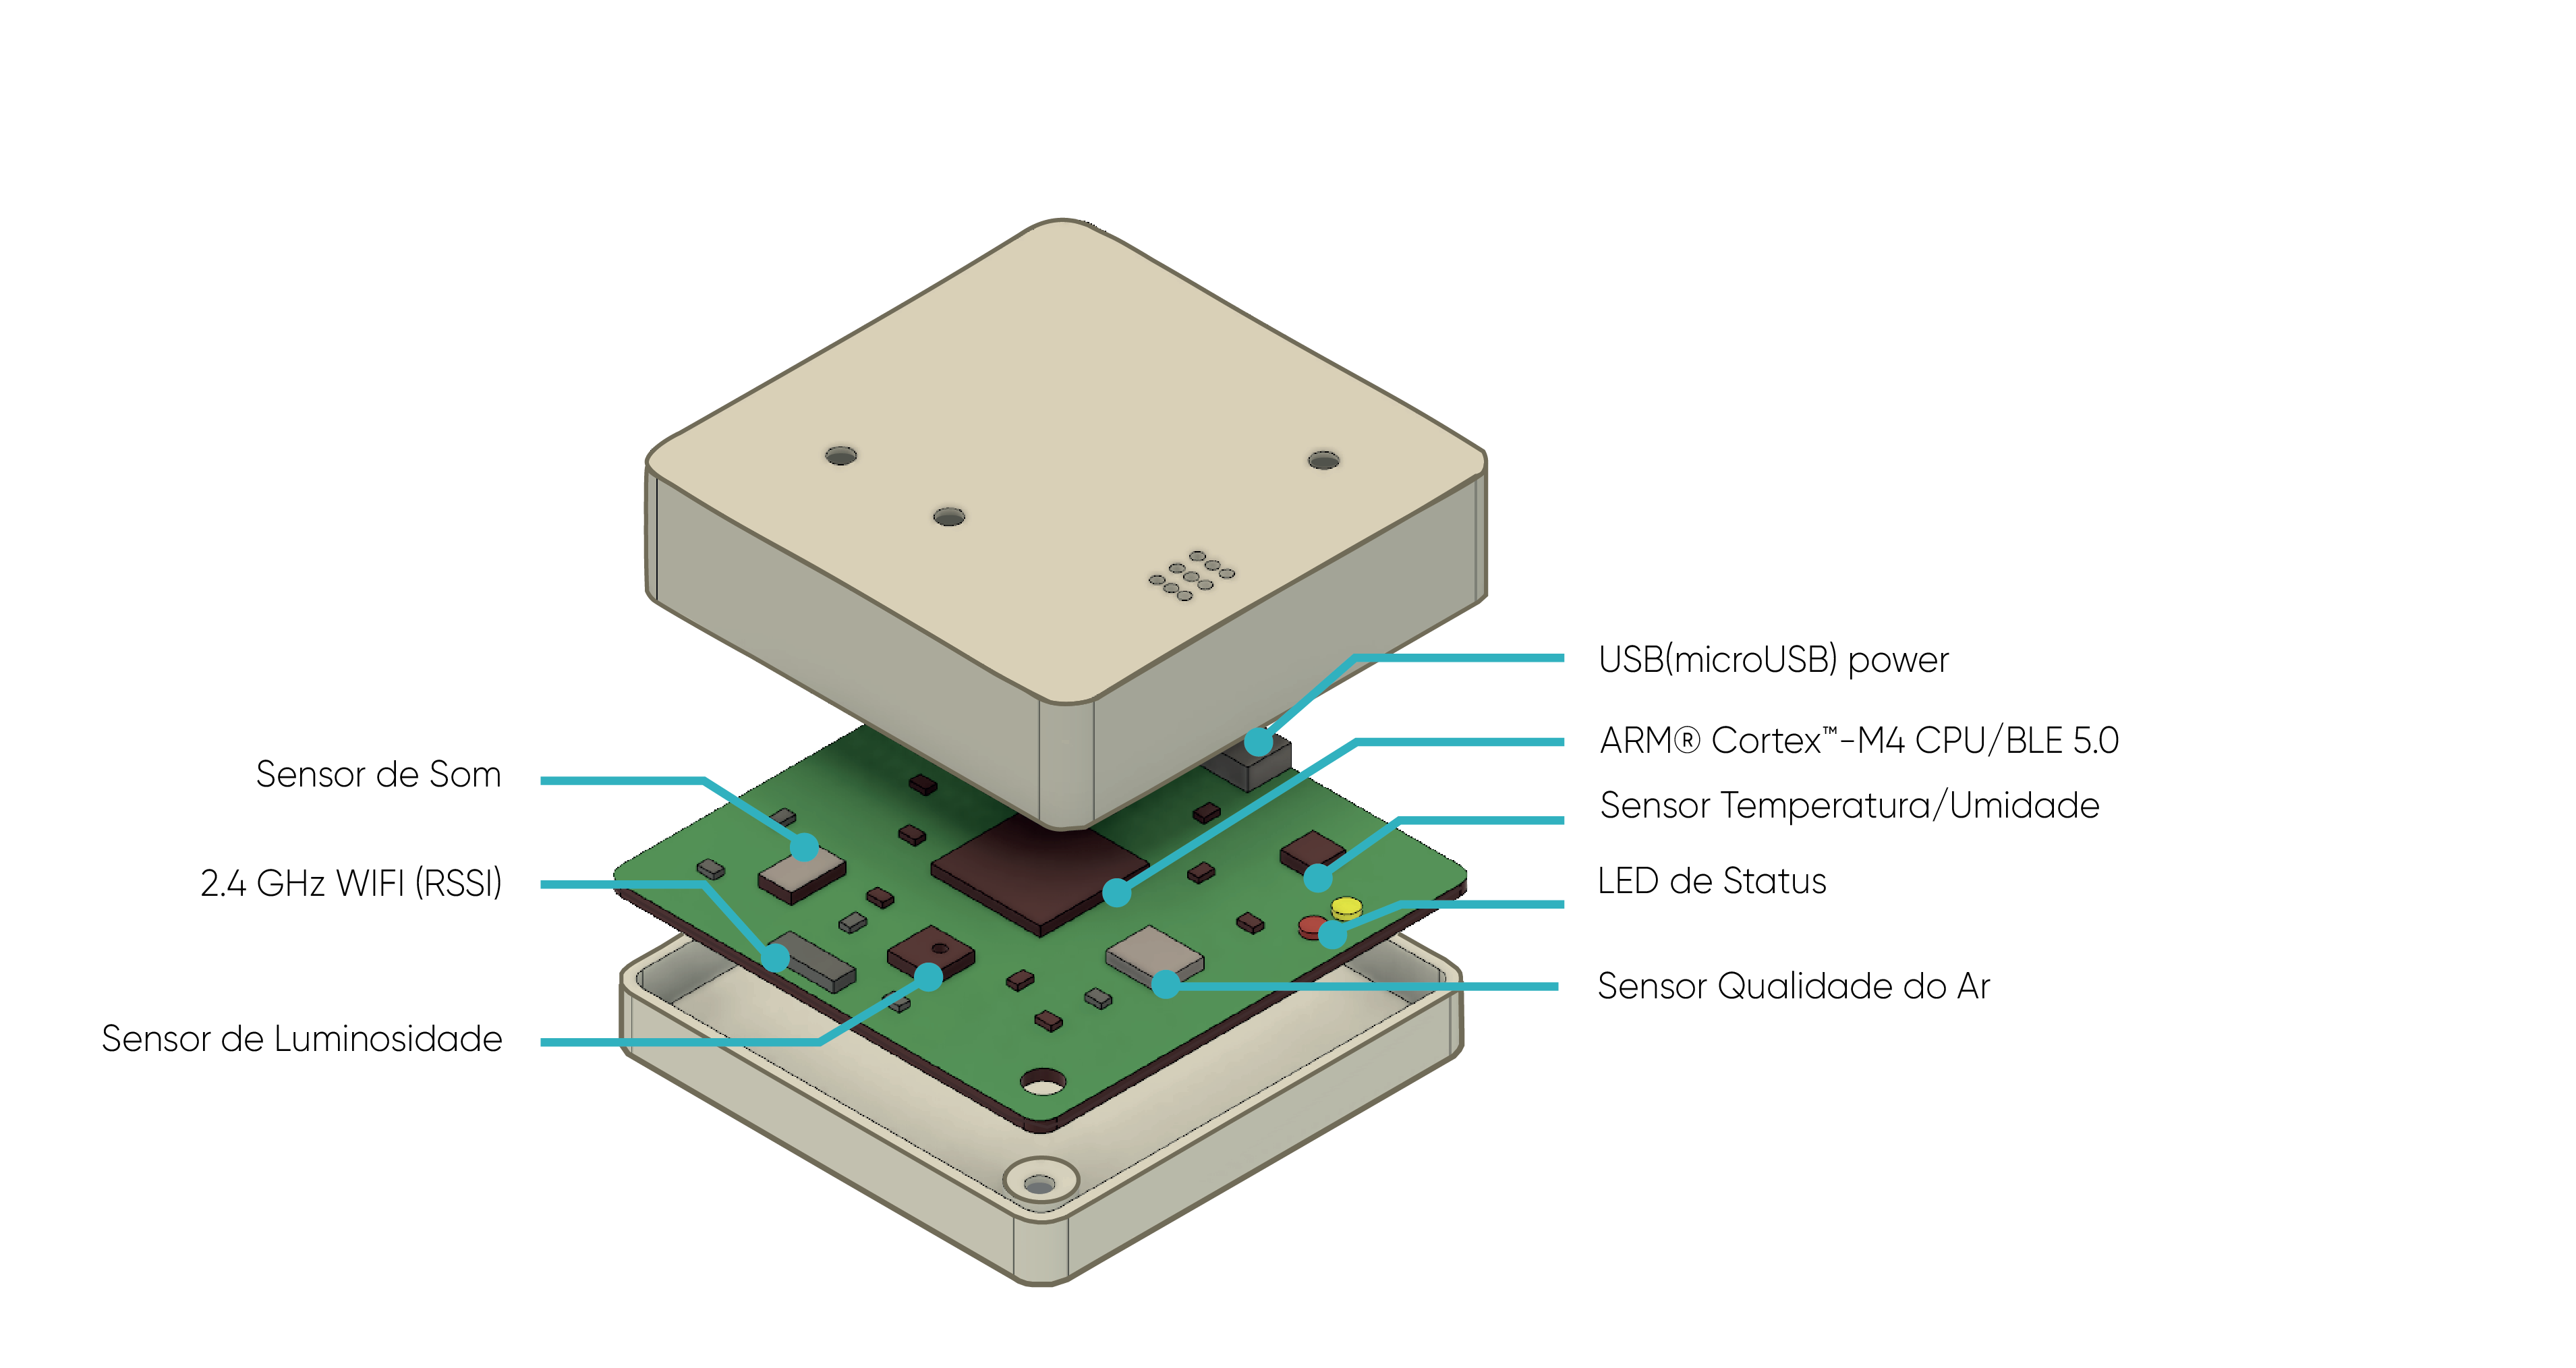 Sensor de Som
2.4 GHz WIFI (RSSI)
Sensor de Luminosidade
USB(microUSB) power
ARM® Cortex™-M4 CPU/BLE 5.0
Sensor Temperatura/Umidade
LED de Status
Sensor Qualidade do Ar